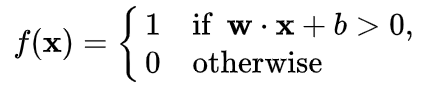 f(x) = { 1 if w · x + b > 0,
0 otherwise